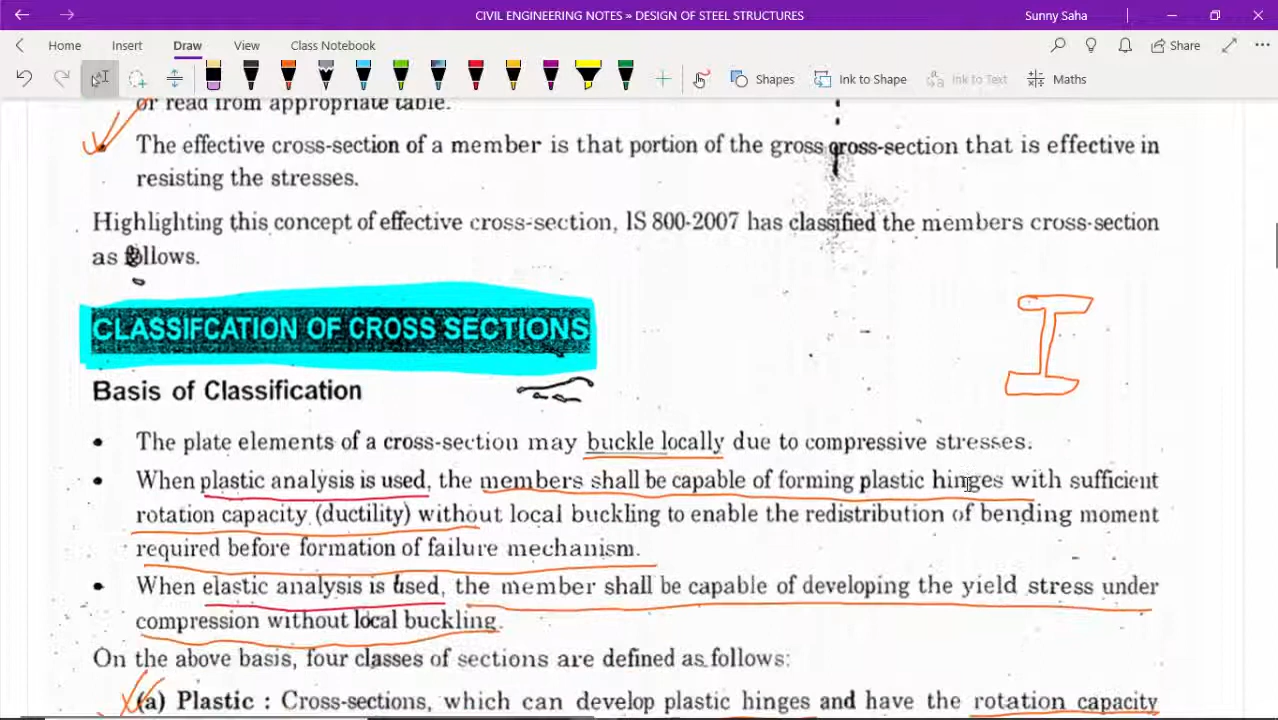 CIVIL ENGINEERING NOTES » DESIGN OF STEEL STRUCTURES
Sunny Saha
Home Insert Draw View Class Notebook
Share
Shapes Ink to Shape Ink to Text Maths
or read from appropriate table.
The effective cross-section of a member is that portion of the gross gross-section that is effective in
resisting the stresses.
Highlighting this concept of effective cross-section, IS 800-2007 has classified the members cross-section
as follows.
CLASSIFCATION OF CROSS SECTIONS
Basis of Classification
• The plate elements of a cross-section may buckle locally due to compressive stresses.
• When plastic analysis is used, the members shall be capable of forming plastic hinges with sufficient
rotation capacity (ductility) without local buckling to enable the redistribution of bending moment
required before formation of failure mechanism.
• When elastic analysis is used, the member shall be capable of developing the yield stress under
compression without local buckling.
On the above basis, four classes of sections are defined as follows:
(a) Plastic : Cross-sections, which can develop plastic hinges and have the rotation capacity